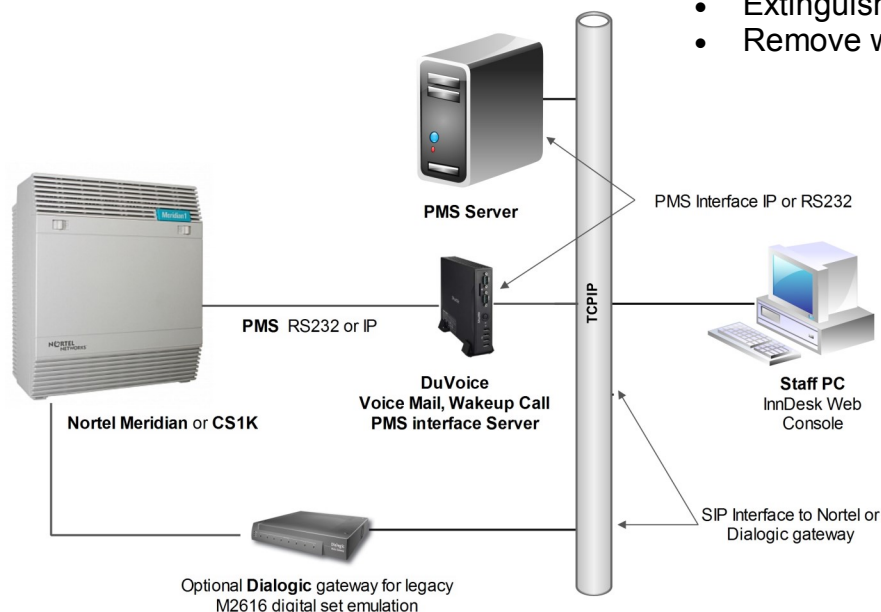 • Extinguish
• Remove w
PMS Server
PMS Interface IP or RS232
Meridian 1
TCPIP
PMS RS232 or IP
NORTEL
NETWORKS
DuVoice
Voice Mail, Wakeup Call
PMS interface Server
Staff PC
InnDesk Web
Console
Nortel Meridian or CS1K
SIP Interface to Nortel or
Dialogic gateway
Optional Dialogic gateway for legacy
M2616 digital set emulation